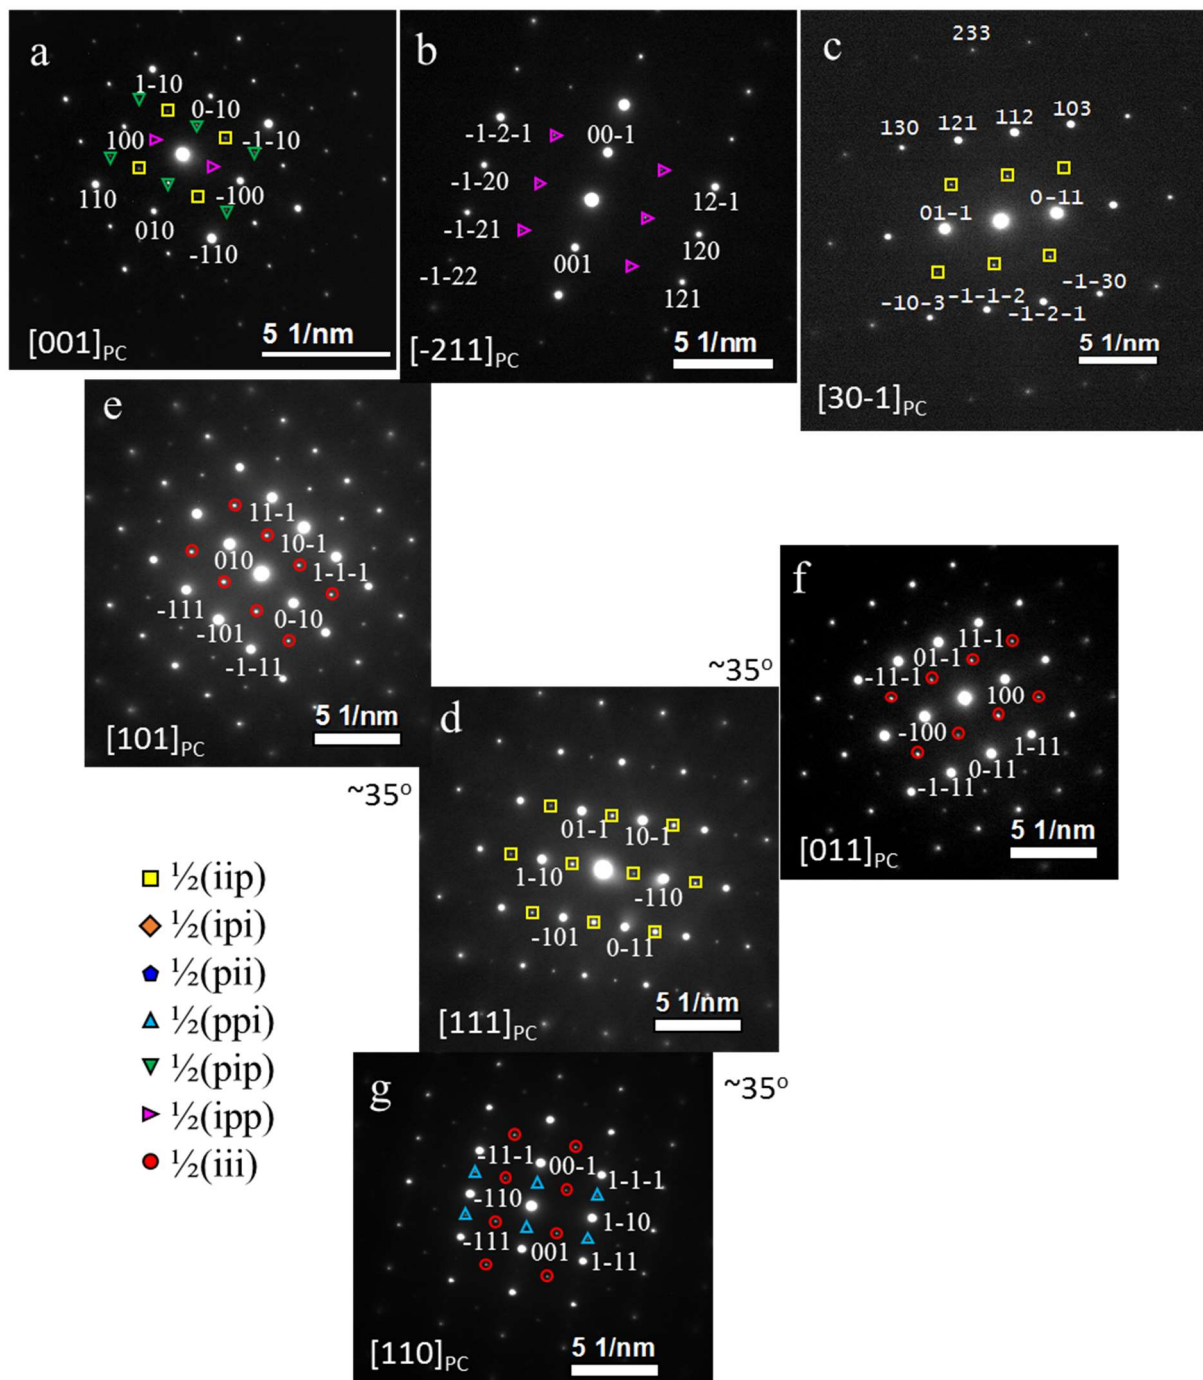 a
1-10
0-10
100
-1-10
110
-100
010
-110
5 1/nm
[001]PC
b
-1-2-1
00-1
-1-20
12-1
-1-21
120
001
-1-22
121
5 1/nm
[-211]PC
c
233
130
121
112
103
01-1
0-11
-10-3
-1-1-2
-1-2-1
-1-30
5 1/nm
[30-1]PC
e
11-1
010
10-1
1-1-1
-111
-101
0-10
-1-11
5 1/nm
[101]PC
~35o
f
11-1
01-1
-11-1
100
-100
1-11
0-11
-1-11
5 1/nm
[011]PC
~35o
d
01-1
10-1
1-10
-110
-101
0-11
5 1/nm
[111]PC
½(iip)
½(ipi)
½(pii)
½(ppi)
½(pip)
½(ipp)
½(iii)
~35o
g
-11-1
00-1
1-1-1
-110
1-10
-111
001
1-11
5 1/nm
[110]PC